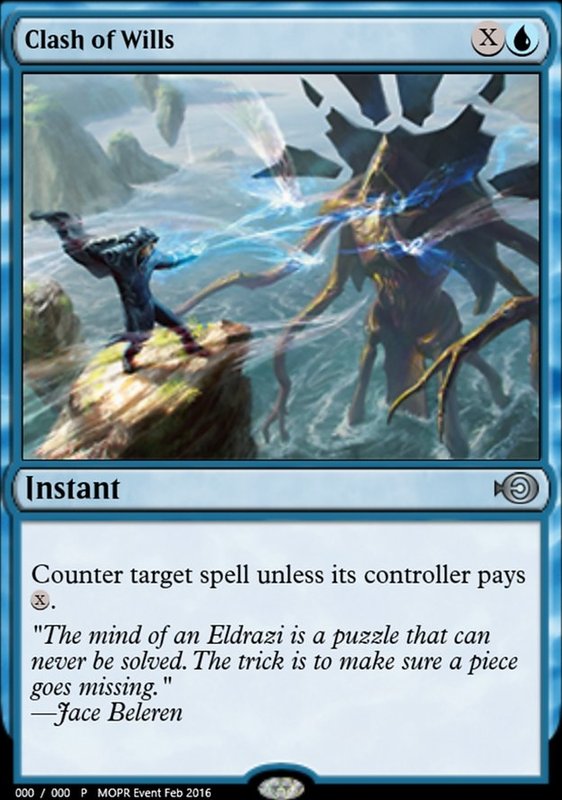 Clash of Wills X
Instant
Counter target spell unless its controller pays
X.
"The mind of an Eldrazi is a puzzle that can
never be solved. The trick is to make sure a piece
goes missing."
—Jace Beleren
000 / 000 P MOPR Event Feb 2016